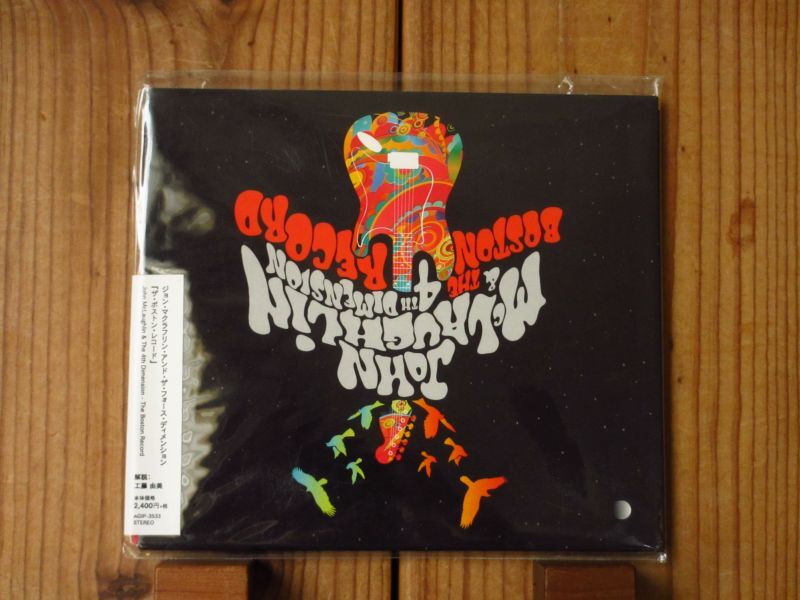 JOHN
McLAUGHLIN
& THE 4TH DIMENSION
BOSTON RECORD
ジョン・マクラフリン・アンド・ザ・フォース・ディメンション
『ザ・ボストン・レコード』
John McLaughlin & The 4th Dimension - The Boston Record
解説：
工藤 由美
本体価格
2,400円+税
AGIP-3533
STEREO